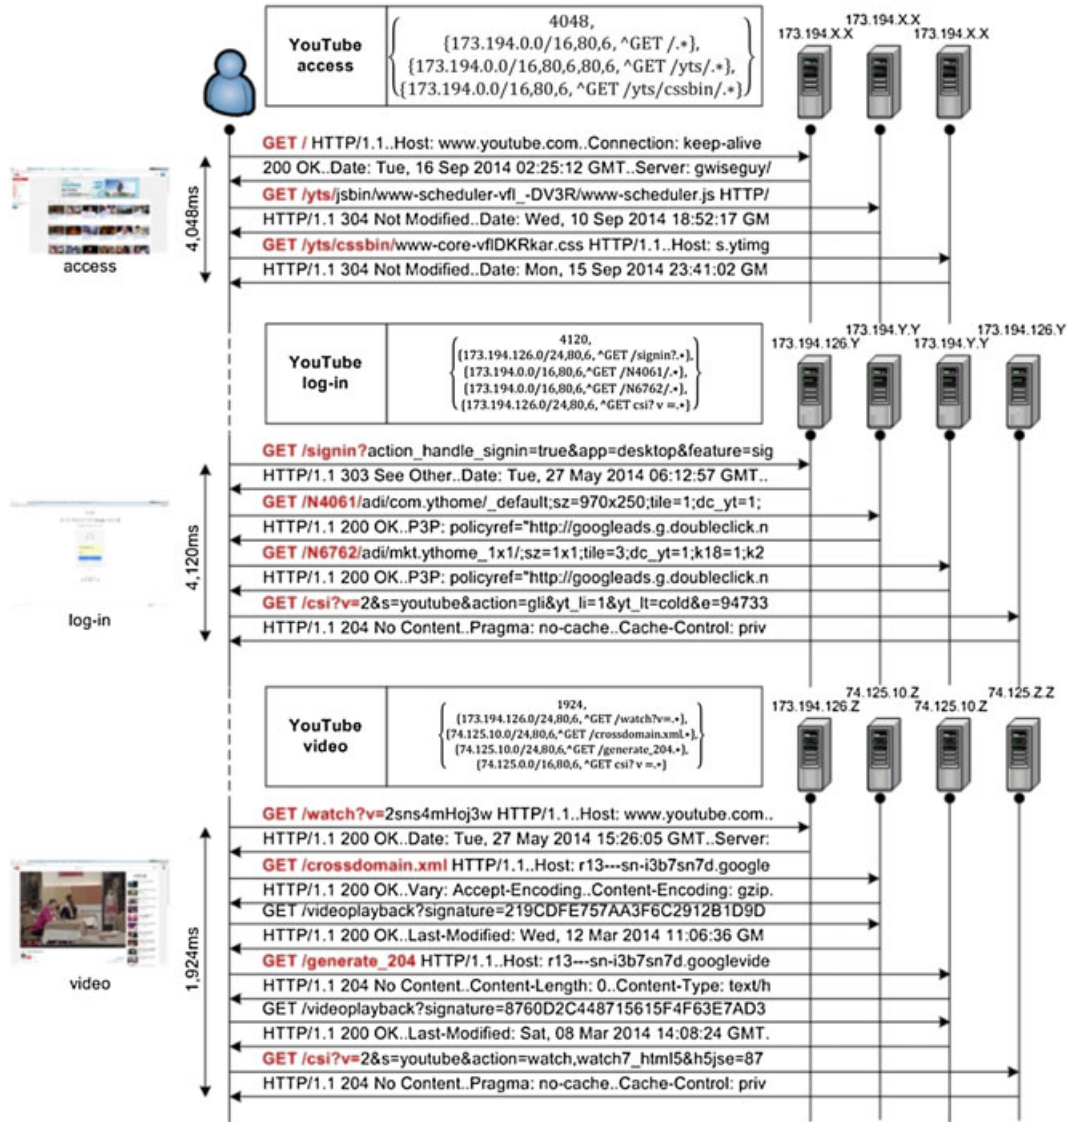 173.194.X.X
173.194.X.X
173.194.X.X
YouTube
access
4048,
{173.194.0.0/16,80,6, ^GET /.*},
{173.194.0.0/16,80,6,80,6, ^GET /yts/.*},
{173.194.0.0/16,80,6, ^GET /yts/cssbin/.*}
GET / HTTP/1.1..Host: www.youtube.com..Connection: keep-alive
200 OK..Date: Tue, 16 Sep 2014 02:25:12 GMT..Server: gwiseguy/
GET /yts/jsbin/www-scheduler-vfl_-DV3R/www-scheduler.js HTTP/
HTTP/1.1 304 Not Modified..Date: Wed, 10 Sep 2014 18:52:17 GM
GET /yts/cssbin/www-core-vflDKRkar.css HTTP/1.1..Host: s.ytimg
HTTP/1.1 304 Not Modified..Date: Mon, 15 Sep 2014 23:41:02 GM
4,048ms
access
173.194.126.Y
173.194.Y.Y
173.194.Y.Y
173.194.126.Y
YouTube
log-in
4120,
{173.194.126.0/24,80,6, ^GET /signin?.*},
{173.194.0.0/16,80,6, ^GET /N4061/.*},
{173.194.0.0/16,80,6, ^GET /N6762/.*},
{173.194.126.0/24,80,6, ^GET csi? v =.*}
GET /signin?action_handle_signin=true&app=desktop&feature=sig
HTTP/1.1 303 See Other..Date: Tue, 27 May 2014 06:12:57 GMT..
GET /N4061/adi/com.ythome/_default;sz=970x250;tile=1;dc_yt=1;
HTTP/1.1 200 OK..P3P: policyref="http://googleads.g.doubleclick.n
GET /N6762/adi/mkt.ythome_1x1/;sz=1x1;tile=3;dc_yt=1;k18=1;k2
HTTP/1.1 200 OK..P3P: policyref="http://googleads.g.doubleclick.n
GET /csi?v=2&s=youtube&action=gli&yt_li=1&yt_lt=cold&e=94733
HTTP/1.1 204 No Content..Pragma: no-cache..Cache-Control: priv
4,120ms
log-in
173.194.126.Z
74.125.10.Z
74.125.10.Z
74.125.Z.Z
YouTube
video
1924,
{173.194.126.0/24,80,6, ^GET /watch?v=.*},
{74.125.10.0/24,80,6,^GET /crossdomain.xml.*},
{74.125.10.0/24,80,6,^GET /generate_204.*},
{74.125.0.0/16,80,6, ^GET csi? v =.*}
GET /watch?v=2sns4mHoj3w HTTP/1.1..Host: www.youtube.com..
HTTP/1.1 200 OK..Date: Tue, 27 May 2014 15:26:05 GMT..Server:
GET /crossdomain.xml HTTP/1.1..Host: r13---sn-i3b7sn7d.google
HTTP/1.1 200 OK..Vary: Accept-Encoding..Content-Encoding: gzip.
GET /videoplayback?signature=219CDFE757AA3F6C2912B1D9D
HTTP/1.1 200 OK..Last-Modified: Wed, 12 Mar 2014 11:06:36 GM
GET /generate_204 HTTP/1.1..Host: r13---sn-i3b7sn7d.googlevide
HTTP/1.1 204 No Content..Content-Length: 0..Content-Type: text/h
GET /videoplayback?signature=8760D2C448715615F4F63E7AD3
HTTP/1.1 200 OK..Last-Modified: Sat, 08 Mar 2014 14:08:24 GMT.
GET /csi?v=2&s=youtube&action=watch,watch7_html5&h5jse=87
HTTP/1.1 204 No Content..Pragma: no-cache..Cache-Control: priv
1,924ms
video